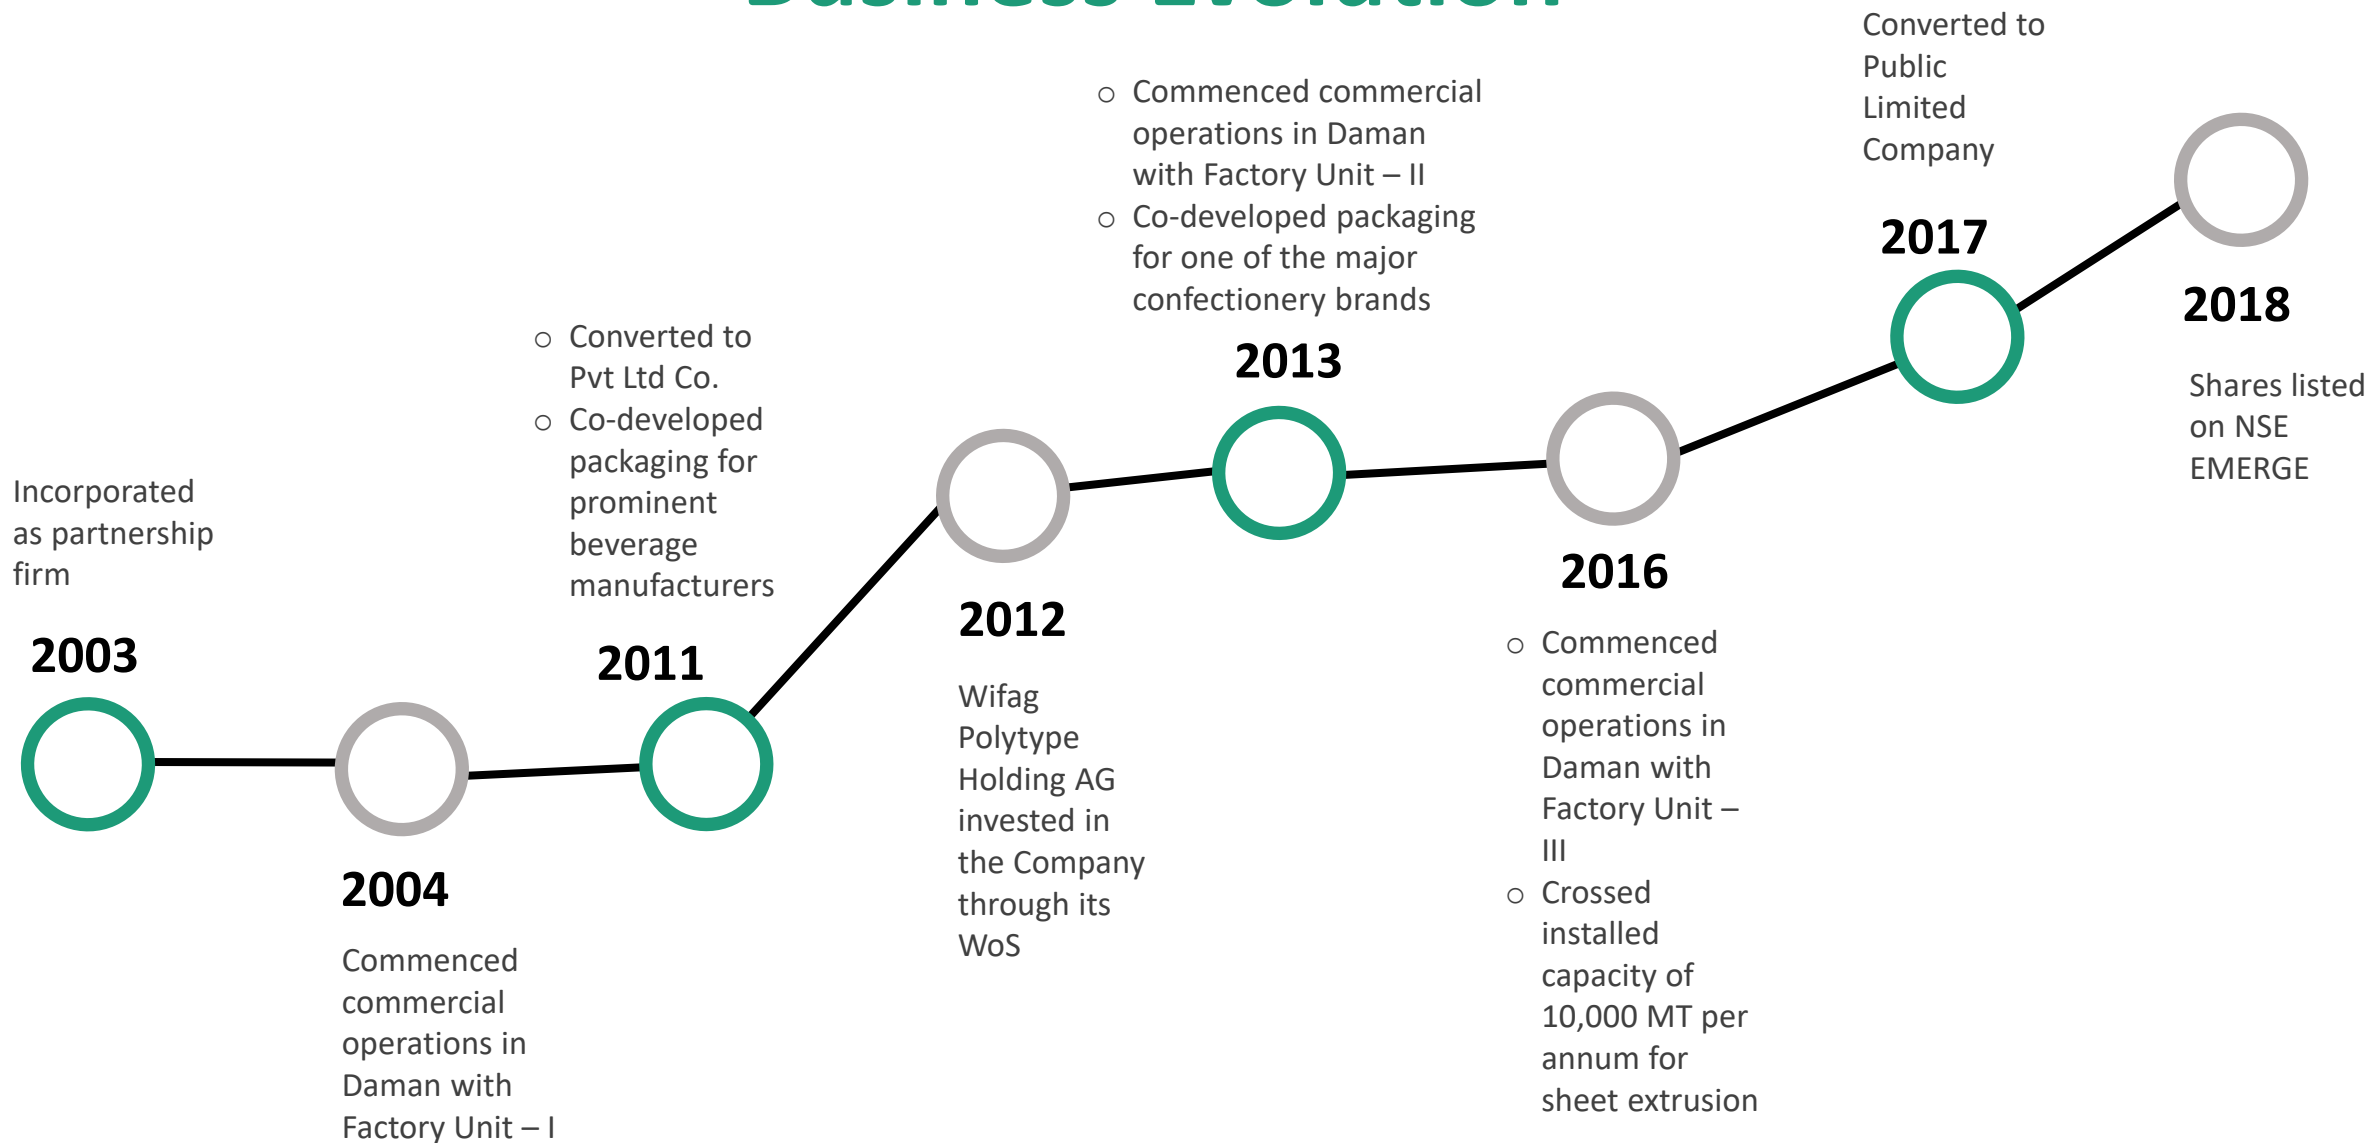 Business Evolution
Incorporated
as partnership
firm
2003
2004
Commenced
commercial
operations in
Daman with
Factory Unit – I
○ Converted to
Pvt Ltd Co.
○ Co-developed
packaging for
prominent
beverage
manufacturers
2011
2012
Wifag
Polytype
Holding AG
invested in
the Company
through its
WoS
○ Commenced commercial
operations in Daman
with Factory Unit – II
○ Co-developed packaging
for one of the major
confectionery brands
2013
2016
○ Commenced
commercial
operations in
Daman with
Factory Unit –
III
○ Crossed
installed
capacity of
10,000 MT per
annum for
sheet extrusion
Converted to
Public
Limited
Company
2017
2018
Shares listed
on NSE
EMERGE